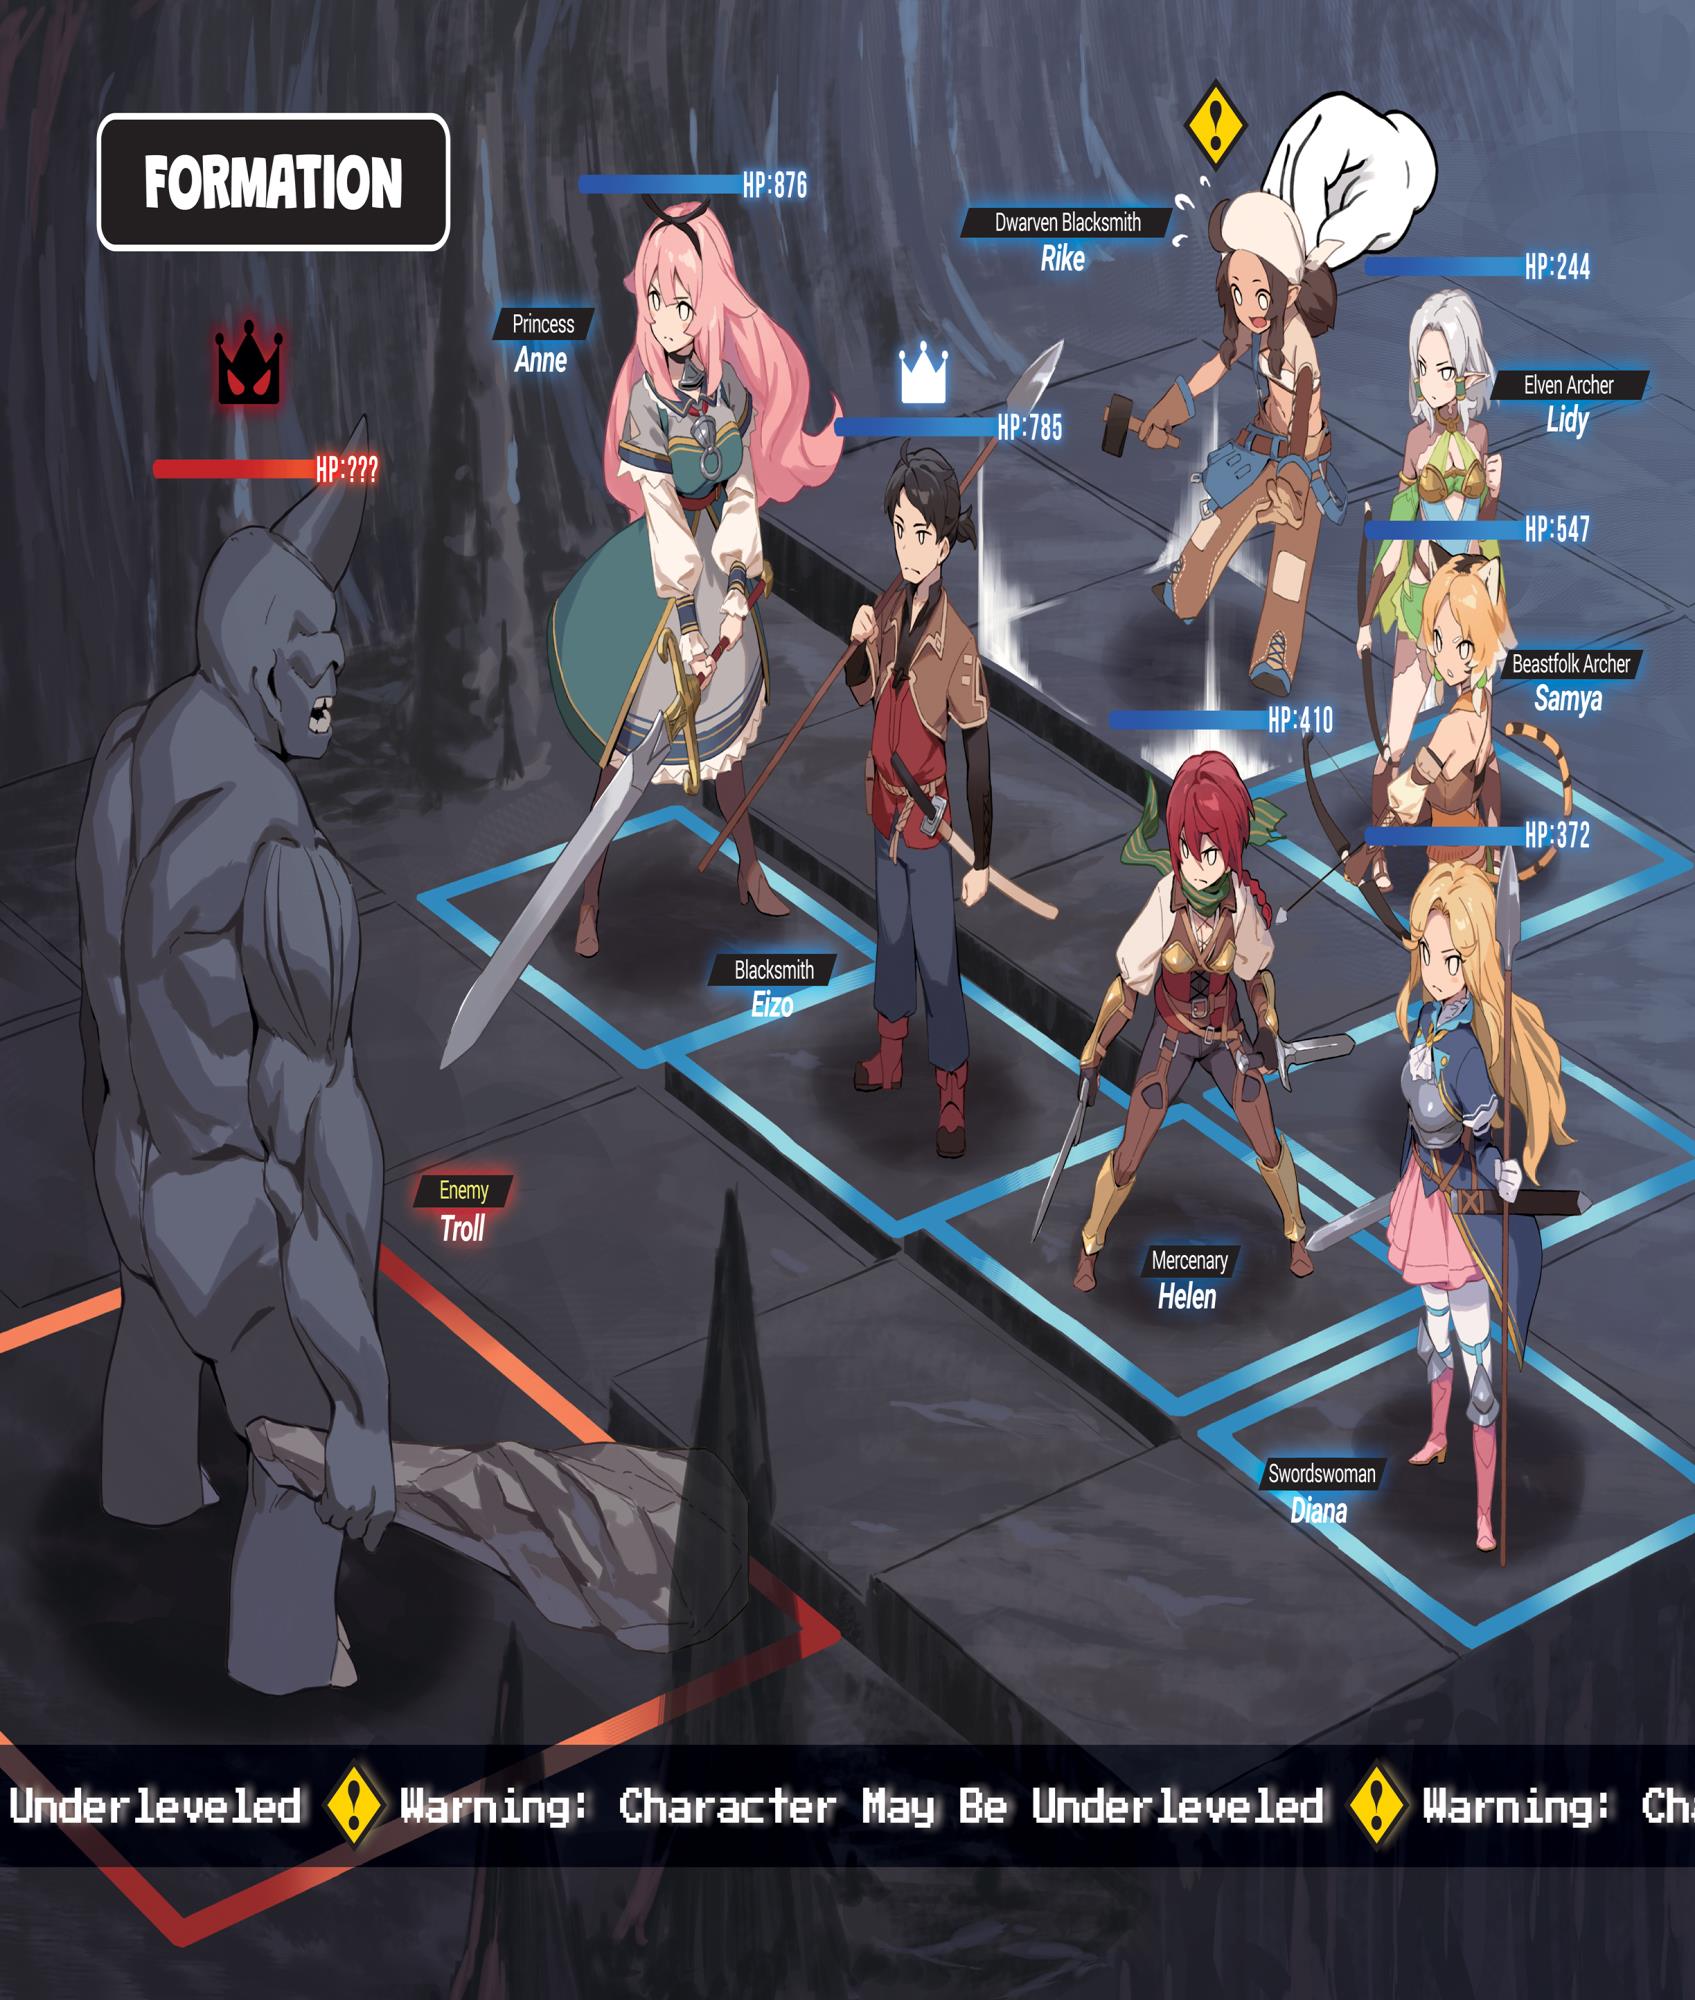 FORMATION
HP:876
Princess
Anne
Dwarven Blacksmith
Rike
HP:244
Elven Archer
Lidy
HP:785
HP:???
HP:547
Beastfolk Archer
Samya
HP:410
HP:372
Blacksmith
Eizo
Enemy
Troll
Mercenary
Helen
Swordswoman
Diana
Underleveled ! Warning: Character May Be Underleveled ! Warning: Ch